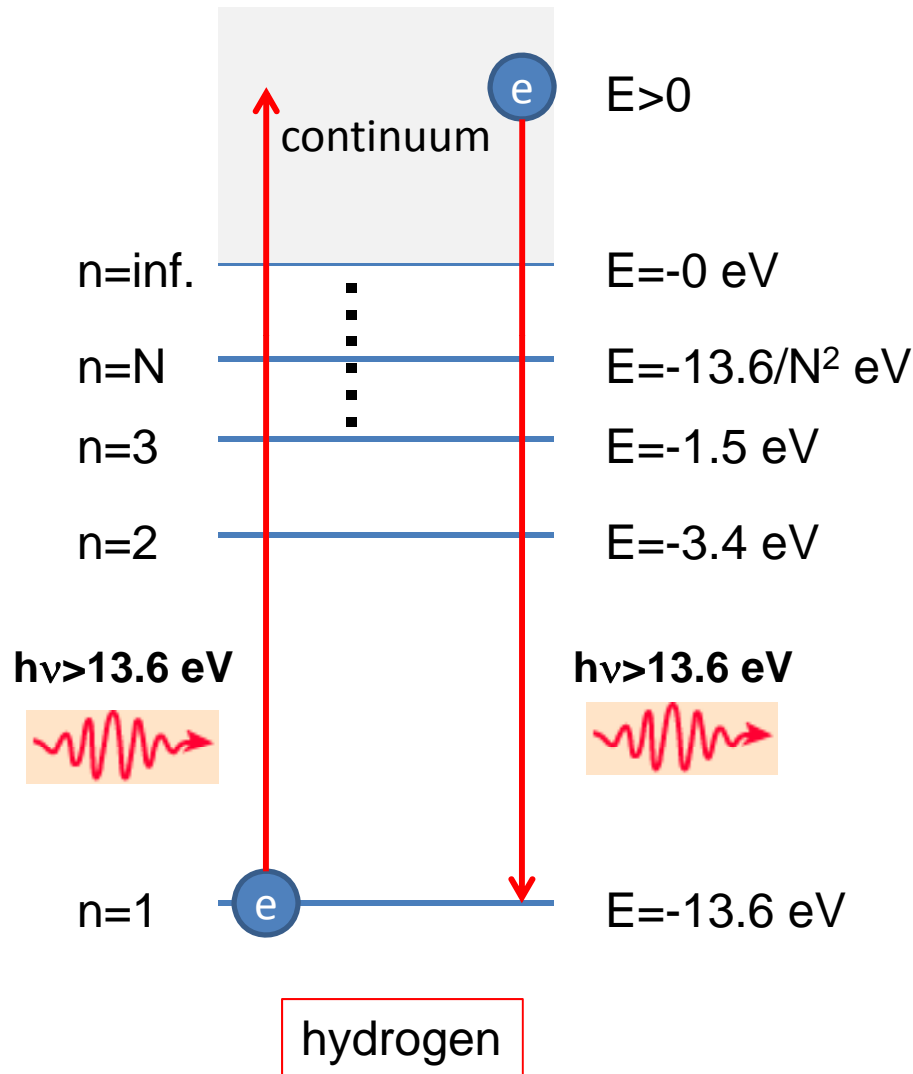 e
E>0
continuum
n=inf.
E=-0 eV
n=N
E=-13.6/N² eV
n=3
E=-1.5 eV
n=2
E=-3.4 eV
hν>13.6 eV
hν>13.6 eV
n=1
e
E=-13.6 eV
hydrogen